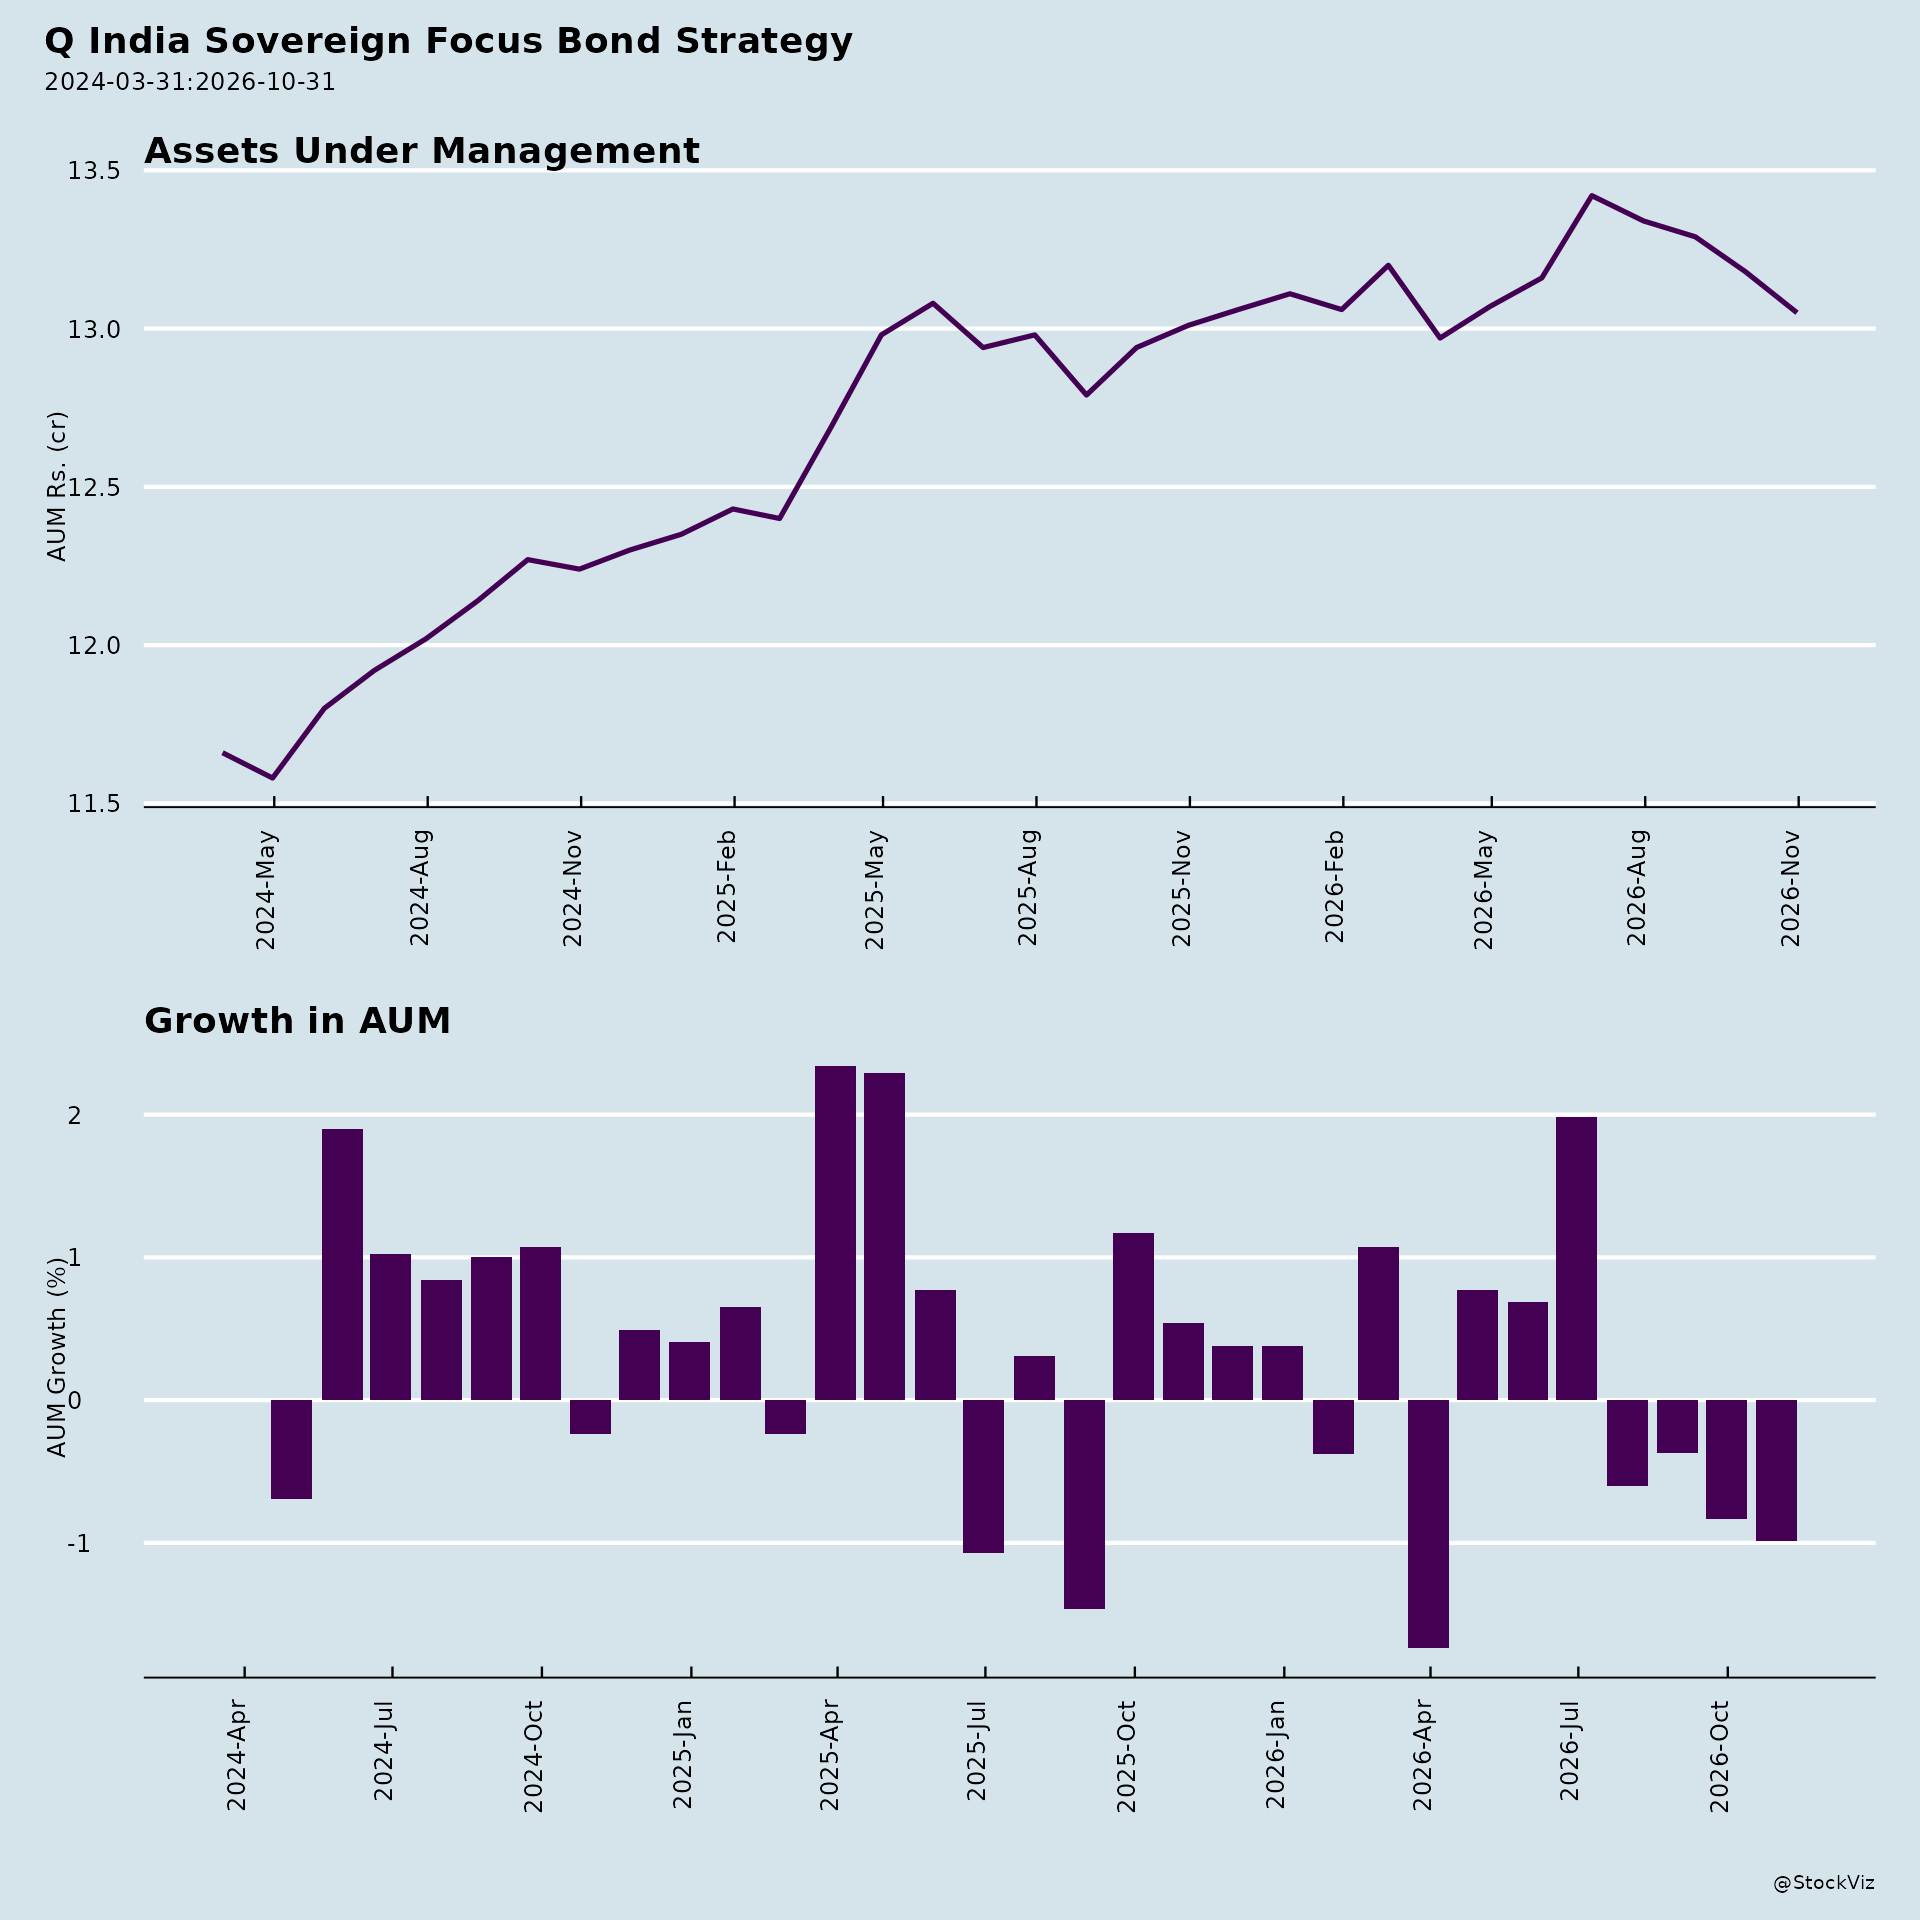 Q India Sovereign Focus Bond Strategy
2024-03-31:2026-10-31
Assets Under Management
13.5
13.0
12.5
12.0
11.5
AUM Rs. (cr)
2024-May
2024-Aug
2024-Nov
2025-Feb
2025-May
2025-Aug
2025-Nov
2026-Feb
2026-May
2026-Aug
2026-Nov
Growth in AUM
2
1
0
-1
AUM Growth (%)
2024-Apr
2024-Jul
2024-Oct
2025-Jan
2025-Apr
2025-Jul
2025-Oct
2026-Jan
2026-Apr
2026-Jul
2026-Oct
@StockViz